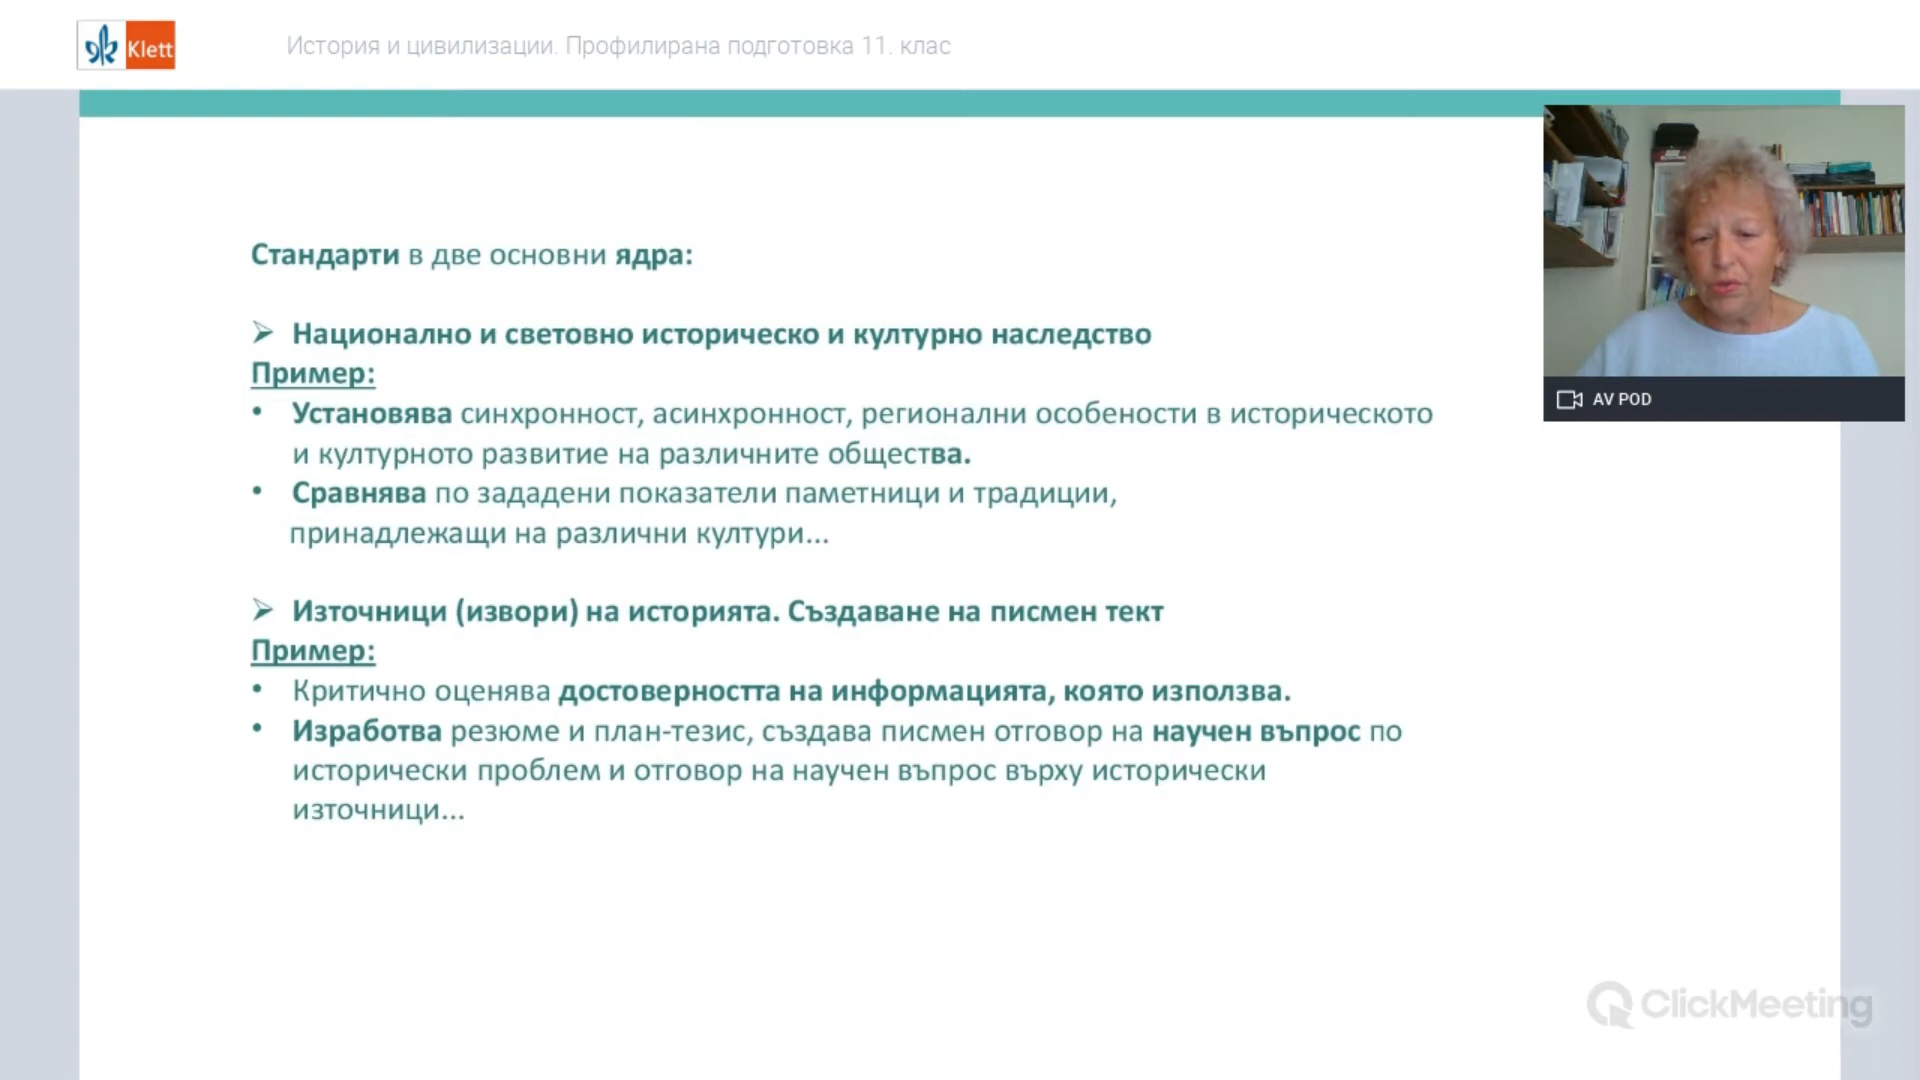 Klett
История и цивилизации. Профилирана подготовка 11. клас
Стандарти в две основни ядра:
➢ Национално и световно историческо и културно наследство
Пример:
• Установява синхронност, асинхронност, регионални особености в историческото
и културното развитие на различните общества.
• Сравнява по зададени показатели паметници и традиции,
принадлежащи на различни култури...
➢ Източници (извори) на историята. Създаване на писмен тект
Пример:
• Критично оценява достоверността на информацията, която използва.
• Изработва резюме и план-тезис, създава писмен отговор на научен въпрос по
исторически проблем и отговор на научен въпрос върху исторически
източници...
AV POD
ClickMeeting